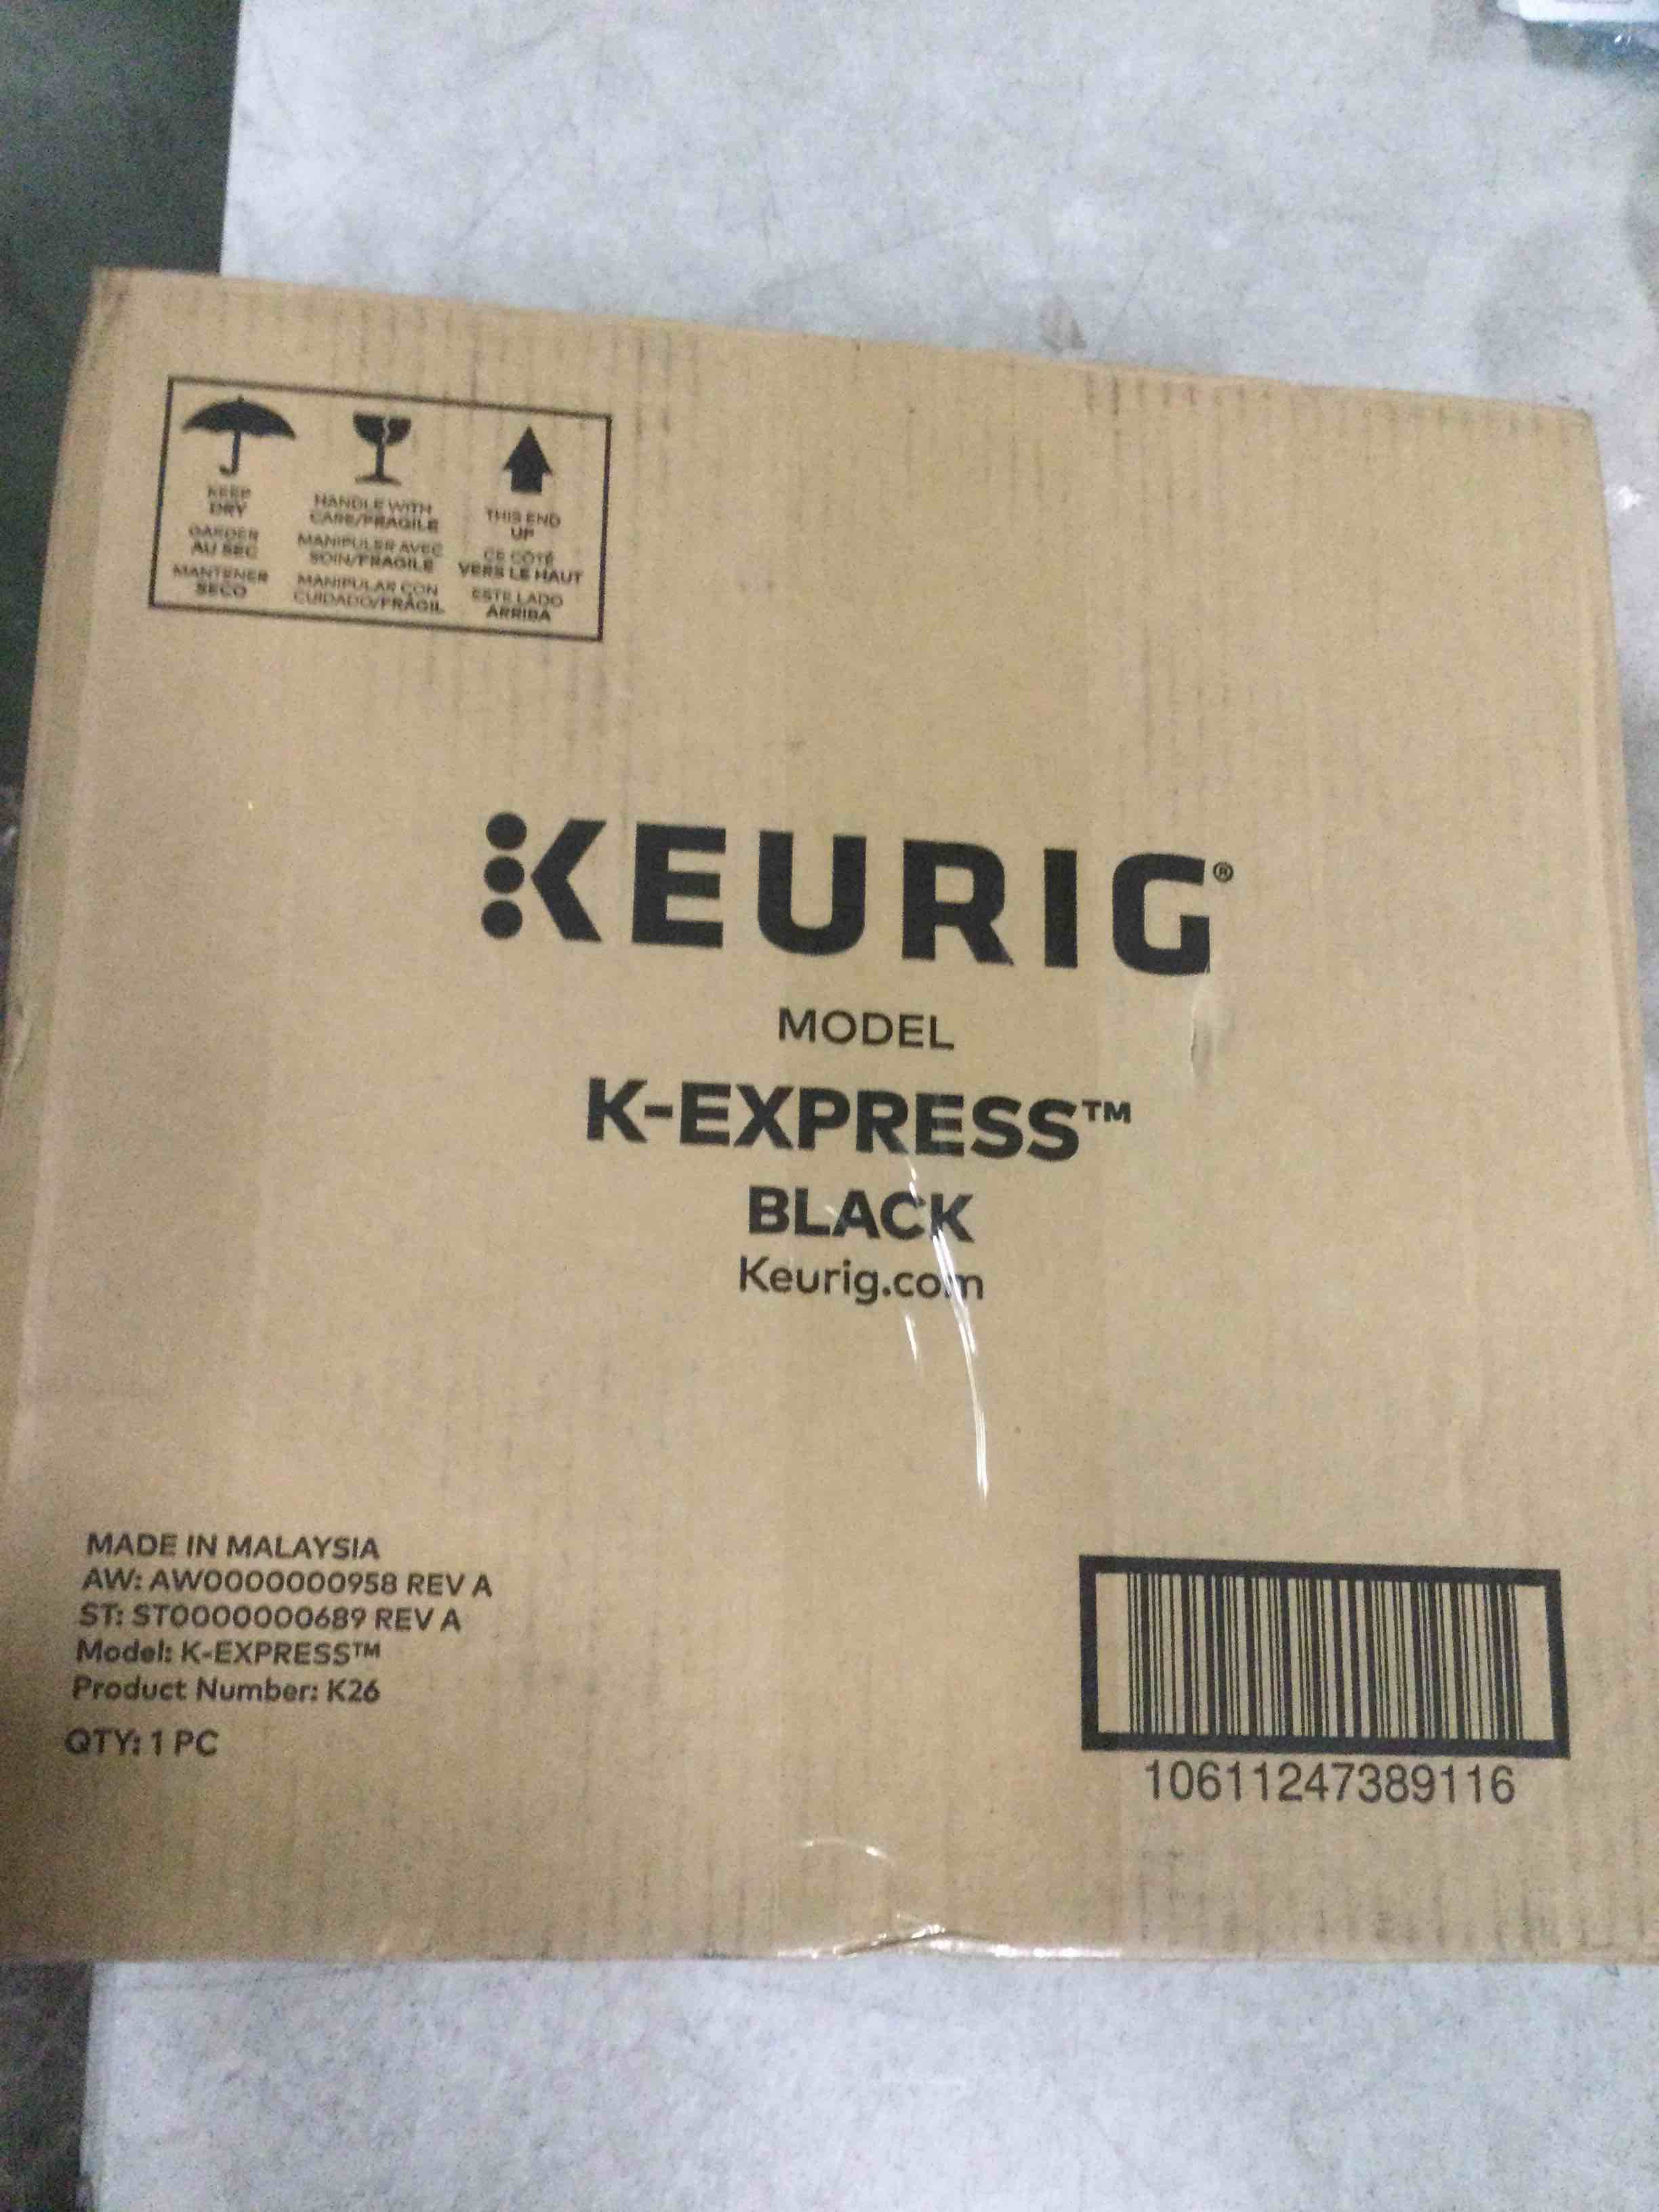 KEEP
DRY
GARDER
AU SEC
MANTENER
SECO
HANDLE WITH
CARE/FRAGILE
MANIPULER AVEC
SOIN/FRAGILE
MANIPULAR CON
CUIDADO/FRÁGIL
THIS END
UP
CE CÔTÉ
VERS LE HAUT
ESTE LADO
ARRIBA
KEURIG®
MODEL
K-EXPRESS™
BLACK
Keurig.com
MADE IN MALAYSIA
AW: AW0000000958 REV A
ST: ST0000000689 REV A
Model: K-EXPRESS™
Product Number: K26
QTY: 1 PC
10611247389116